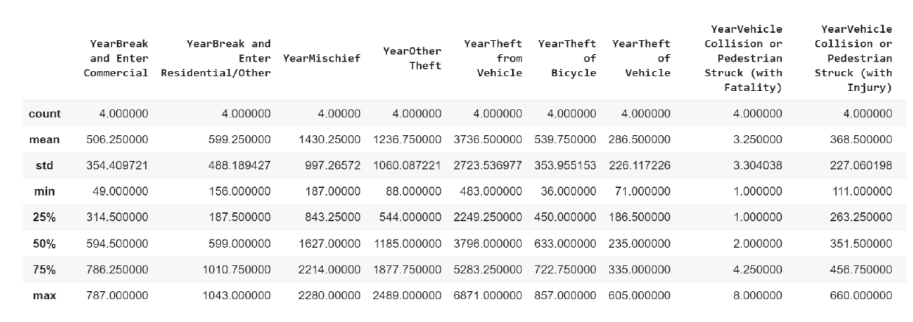 YearBreak and Enter Commercial YearBreak and Enter Residential/Other YearMischief YearOther Theft YearTheft from Vehicle YearTheft of Bicycle YearTheft of Vehicle YearVehicle Collision or Pedestrian Struck (with Fatality) YearVehicle Collision or Pedestrian Struck (with Injury)
count 4.000000 4.000000 4.00000 4.000000 4.000000 4.000000 4.000000 4.000000 4.000000
mean 506.250000 599.250000 1430.25000 1236.750000 3736.500000 539.750000 286.500000 3.250000 368.500000
std 354.409721 488.189427 997.26572 1060.087221 2723.536977 353.955153 226.117226 3.304038 227.060198
min 49.000000 156.000000 187.00000 88.000000 483.000000 36.000000 71.000000 1.000000 111.000000
25% 314.500000 187.500000 843.25000 544.000000 2249.250000 450.000000 186.500000 1.000000 263.250000
50% 594.500000 599.000000 1627.00000 1185.000000 3796.000000 633.000000 235.000000 2.000000 351.500000
75% 786.250000 1010.750000 2214.00000 1877.750000 5283.250000 722.750000 335.000000 4.250000 456.750000
max 787.000000 1043.000000 2280.00000 2489.000000 6871.000000 857.000000 605.000000 8.000000 660.000000